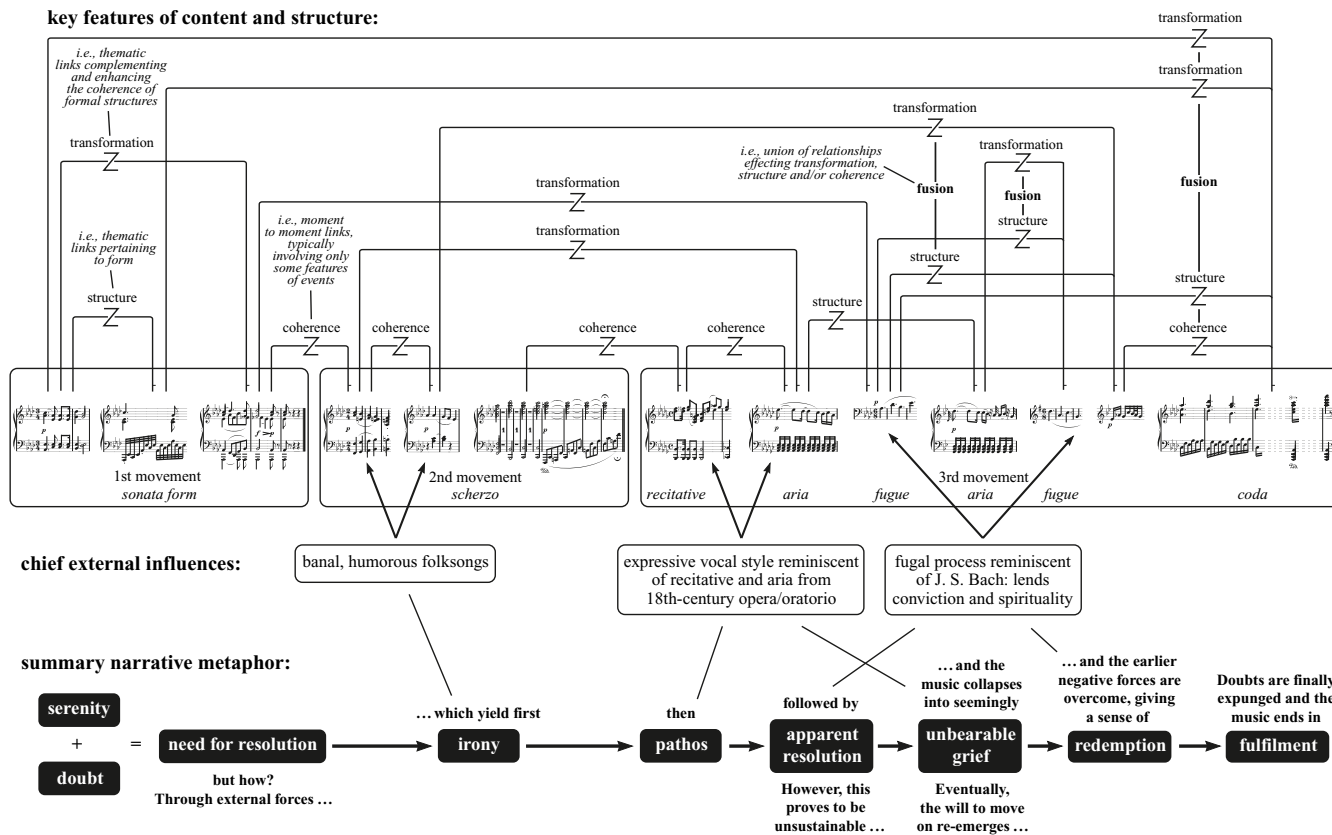 key features of content and structure:
transformation
i.e., thematic
links complementing
and enhancing
the coherence of
formal structures
transformation
transformation
transformation
transformation
i.e., union of relationships
effecting transformation,
structure and/or coherence
transformation
fusion
fusion
fusion
transformation
i.e., thematic
links pertaining
to form
i.e., moment
to moment links,
typically
involving only
some features
of events
structure
transformation
structure
structure
structure
structure
coherence
coherence
coherence
coherence
coherence
p
p
f
p
p
p
p
p
p
p
p
1st movement
sonata form
2nd movement
scherzo
3rd movement
recitative
aria
fugue
aria
fugue
coda
chief external influences:
banal, humorous folksongs
expressive vocal style reminiscent
of recitative and aria from
18th-century opera/oratorio
fugal process reminiscent
of J. S. Bach: lends
conviction and spirituality
summary narrative metaphor:
serenity
+
doubt
=
need for resolution
but how?
Through external forces …
… which yield first
irony
then
pathos
followed by
apparent
resolution
However, this
proves to be
unsustainable …
… and the
music collapses
into seemingly
unbearable
grief
Eventually,
the will to move
on re-emerges …
… and the earlier
negative forces are
overcome, giving
a sense of
redemption
Doubts are finally
expunged and the
music ends in
fulfilment